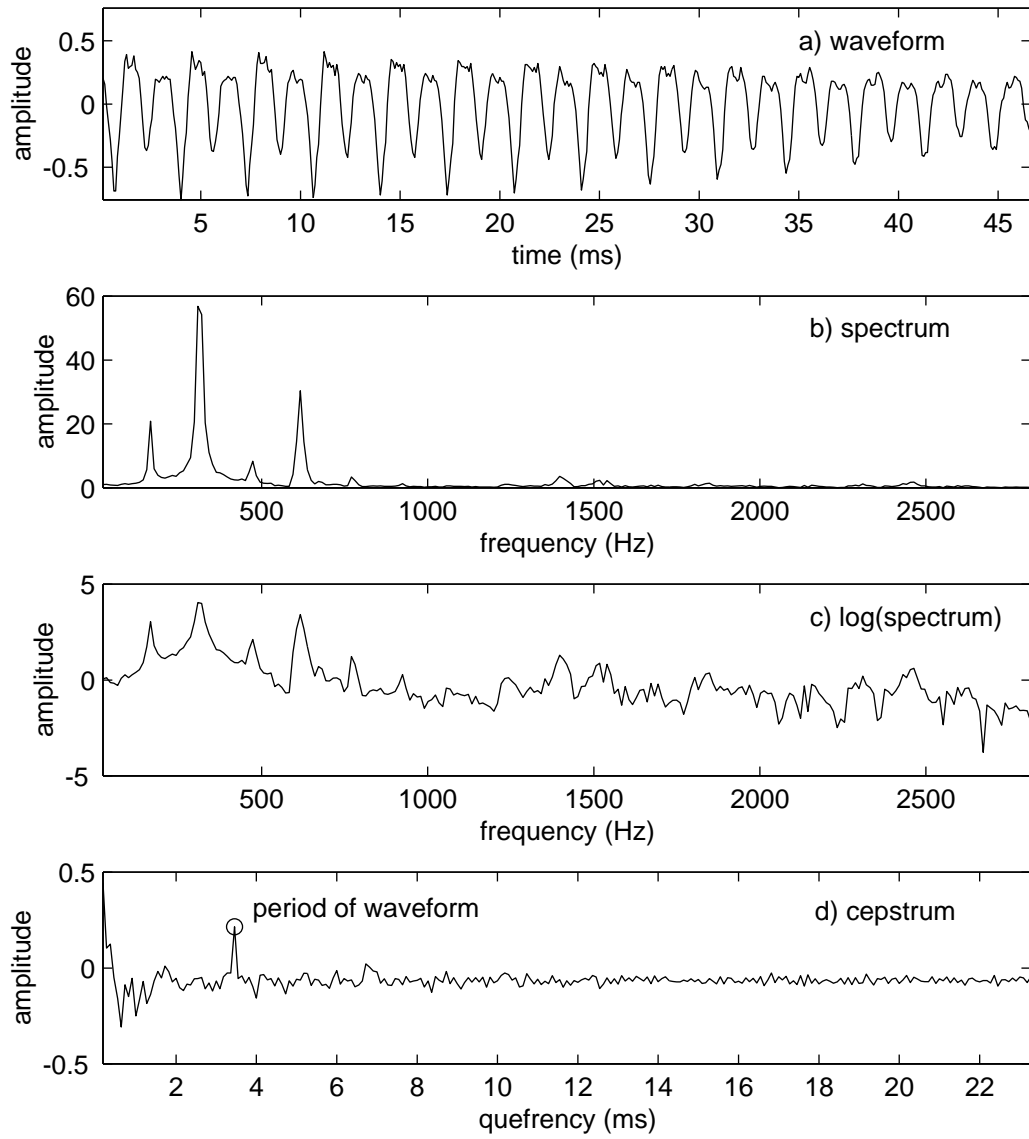 0.5
a) waveform
amplitude
0
-0.5
5 10 15 20 25 30 35 40 45
time (ms)
60
b) spectrum
40
amplitude
20
0
500 1000 1500 2000 2500
frequency (Hz)
5
c) log(spectrum)
amplitude
0
-5
500 1000 1500 2000 2500
frequency (Hz)
0.5
period of waveform
d) cepstrum
amplitude
0
-0.5
2 4 6 8 10 12 14 16 18 20 22
quefrency (ms)